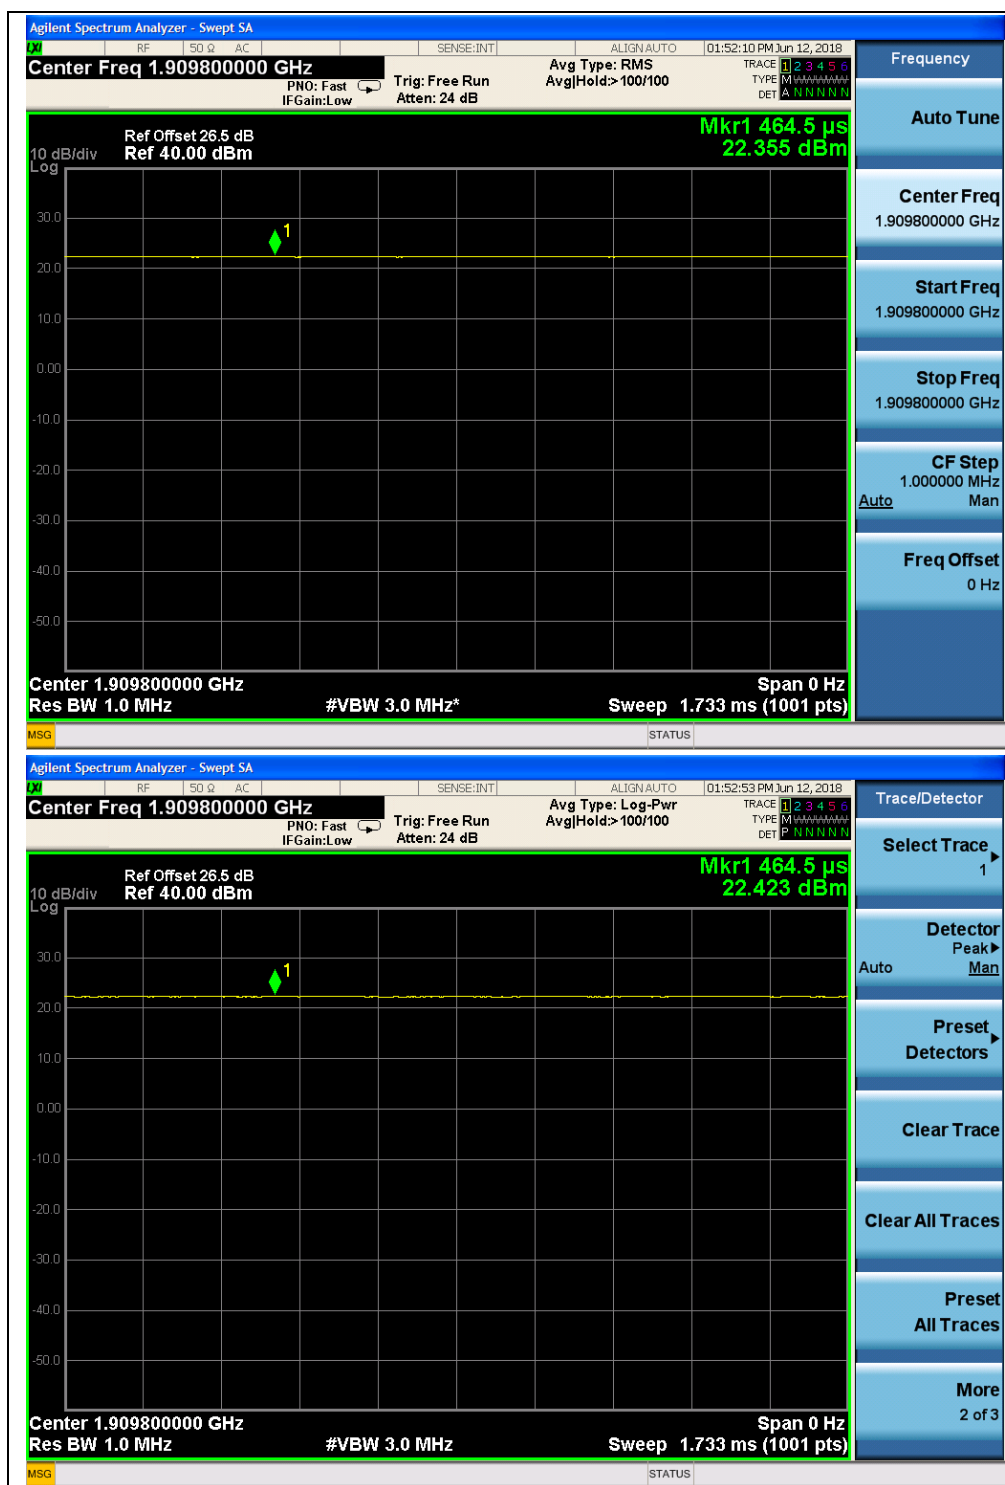 Agilent Spectrum Analyzer - Swept SA
LXI RF 50 Ω AC SENSE:INT ALIGN AUTO 01:52:10 PM Jun 12, 2018
Center Freq 1.909800000 GHz
PNO: Fast
IFGain:Low
Trig: Free Run
Atten: 24 dB
Avg Type: RMS
Avg|Hold:>100/100
TRACE 1 2 3 4 5 6
TYPE M WWWWW
DET A N N N N N
Ref Offset 26.5 dB
10 dB/div Ref 40.00 dBm
Log
Mkr1 464.5 µs
22.355 dBm
1
30.0
20.0
10.0
0.00
-10.0
-20.0
-30.0
-40.0
-50.0
Center 1.909800000 GHz Span 0 Hz
Res BW 1.0 MHz #VBW 3.0 MHz* Sweep 1.733 ms (1001 pts)
MSG STATUS
Frequency
Auto Tune
Center Freq
1.909800000 GHz
Start Freq
1.909800000 GHz
Stop Freq
1.909800000 GHz
CF Step
1.000000 MHz
Auto Man
Freq Offset
0 Hz
Agilent Spectrum Analyzer - Swept SA
LXI RF 50 Ω AC SENSE:INT ALIGN AUTO 01:52:53 PM Jun 12, 2018
Center Freq 1.909800000 GHz
PNO: Fast
IFGain:Low
Trig: Free Run
Atten: 24 dB
Avg Type: Log-Pwr
Avg|Hold:>100/100
TRACE 1 2 3 4 5 6
TYPE M WWWWW
DET P N N N N N
Ref Offset 26.5 dB
10 dB/div Ref 40.00 dBm
Log
Mkr1 464.5 µs
22.423 dBm
1
30.0
20.0
10.0
0.00
-10.0
-20.0
-30.0
-40.0
-50.0
Center 1.909800000 GHz Span 0 Hz
Res BW 1.0 MHz #VBW 3.0 MHz Sweep 1.733 ms (1001 pts)
MSG STATUS
Trace/Detector
Select Trace
1
Detector
Peak
Auto Man
Preset
Detectors
Clear Trace
Clear All Traces
Preset
All Traces
More
2 of 3